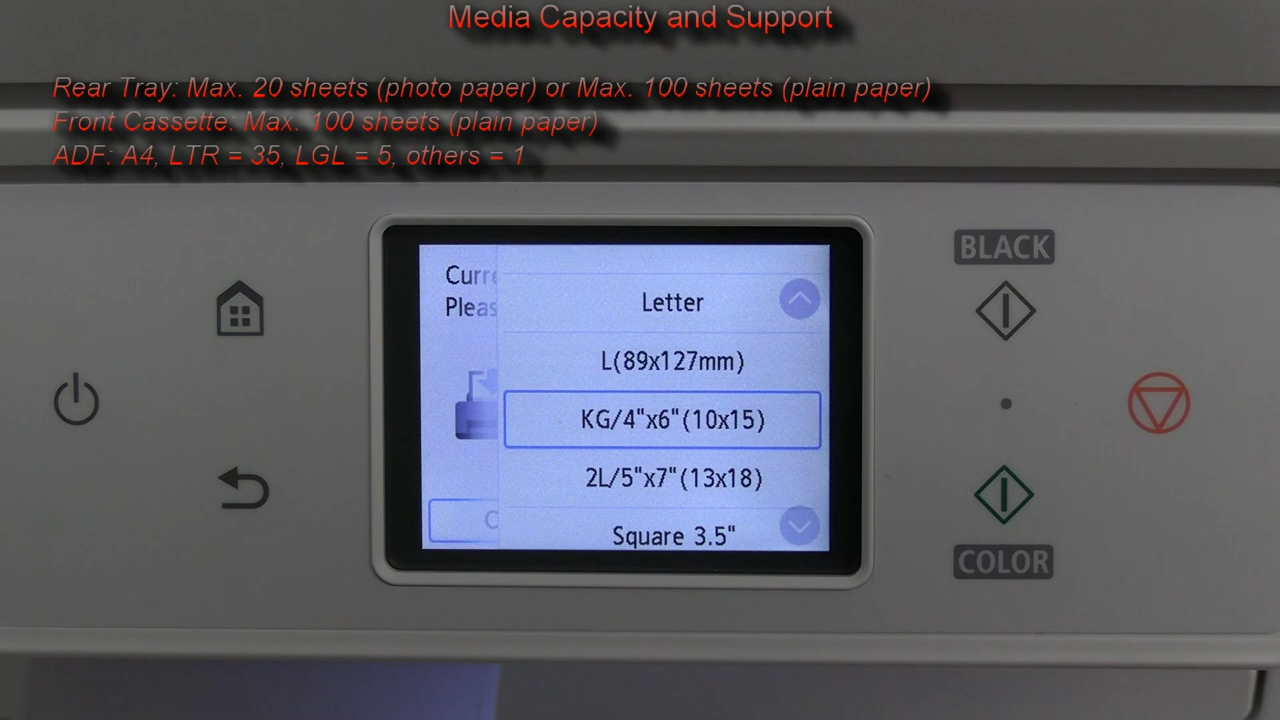 Media Capacity and Support
Rear Tray: Max. 20 sheets (photo paper) or Max. 100 sheets (plain paper)
Front Cassette: Max. 100 sheets (plain paper)
ADF: A4, LTR = 35, LGL = 5, others = 1
BLACK
Curre
Pleas
Letter
L(89x127mm)
KG/4"x6"(10x15)
2L/5"x7"(13x18)
C
Square 3.5"
COLOR